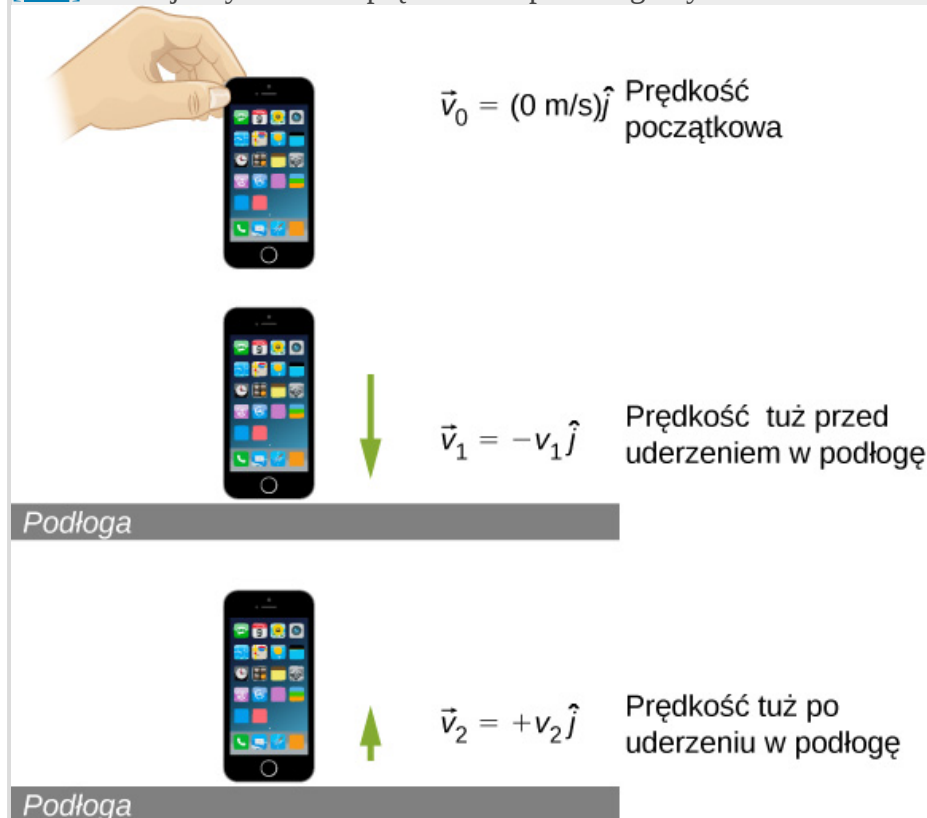 v⃗₀ = (0 m/s)ĵ Prędkość
początkowa
v⃗₁ = −v₁ĵ Prędkość tuż przed
uderzeniem w podłogę
Podłoga
v⃗₂ = +v₂ĵ Prędkość tuż po
uderzeniu w podłogę
Podłoga